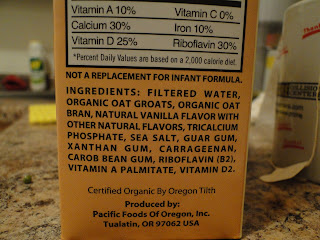 Vitamin A 10% Vitamin C 0%
Calcium 30% Iron 10%
Vitamin D 25% Riboflavin 30%
*Percent Daily Values are based on a 2,000 calorie diet.
NOT A REPLACEMENT FOR INFANT FORMULA.
INGREDIENTS: FILTERED WATER,
ORGANIC OAT GROATS, ORGANIC OAT
BRAN, NATURAL VANILLA FLAVOR WITH
OTHER NATURAL FLAVORS, TRICALCIUM
PHOSPHATE, SEA SALT, GUAR GUM,
XANTHAN GUM, CARRAGEENAN,
CAROB BEAN GUM, RIBOFLAVIN (B2),
VITAMIN A PALMITATE, VITAMIN D2.
Certified Organic By Oregon Tilth
Produced by:
Pacific Foods Of Oregon, Inc.
Tualatin, OR 97062 USA